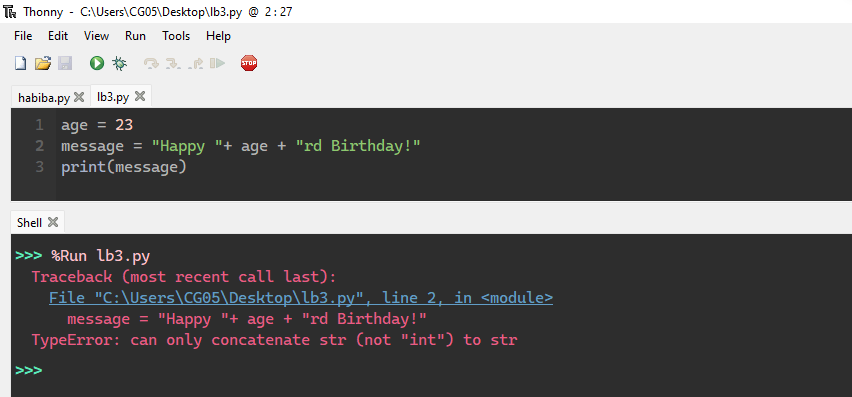 Thonny - C:\Users\CG05\Desktop\lb3.py @ 2:27
File Edit View Run Tools Help
STOP
habiba.py lb3.py
1 age = 23
2 message = "Happy "+ age + "rd Birthday!"
3 print(message)
Shell
>>> %Run lb3.py
Traceback (most recent call last):
File "C:\Users\CG05\Desktop\lb3.py", line 2, in <module>
message = "Happy "+ age + "rd Birthday!"
TypeError: can only concatenate str (not "int") to str
>>>